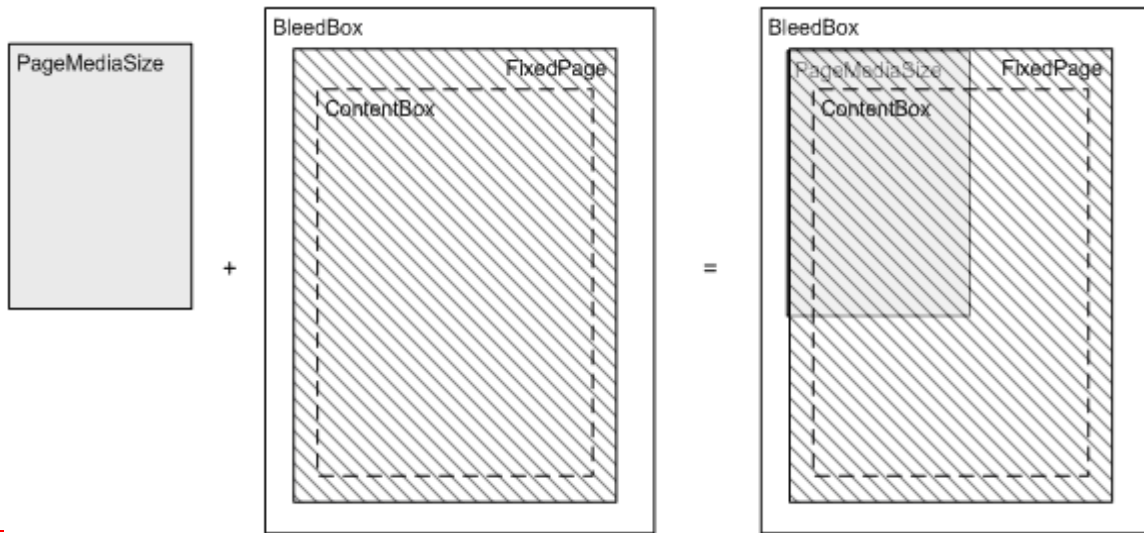 PageMediaSize
+
BleedBox
FixedPage
ContentBox
=
BleedBox
PageMediaSize
FixedPage
ContentBox